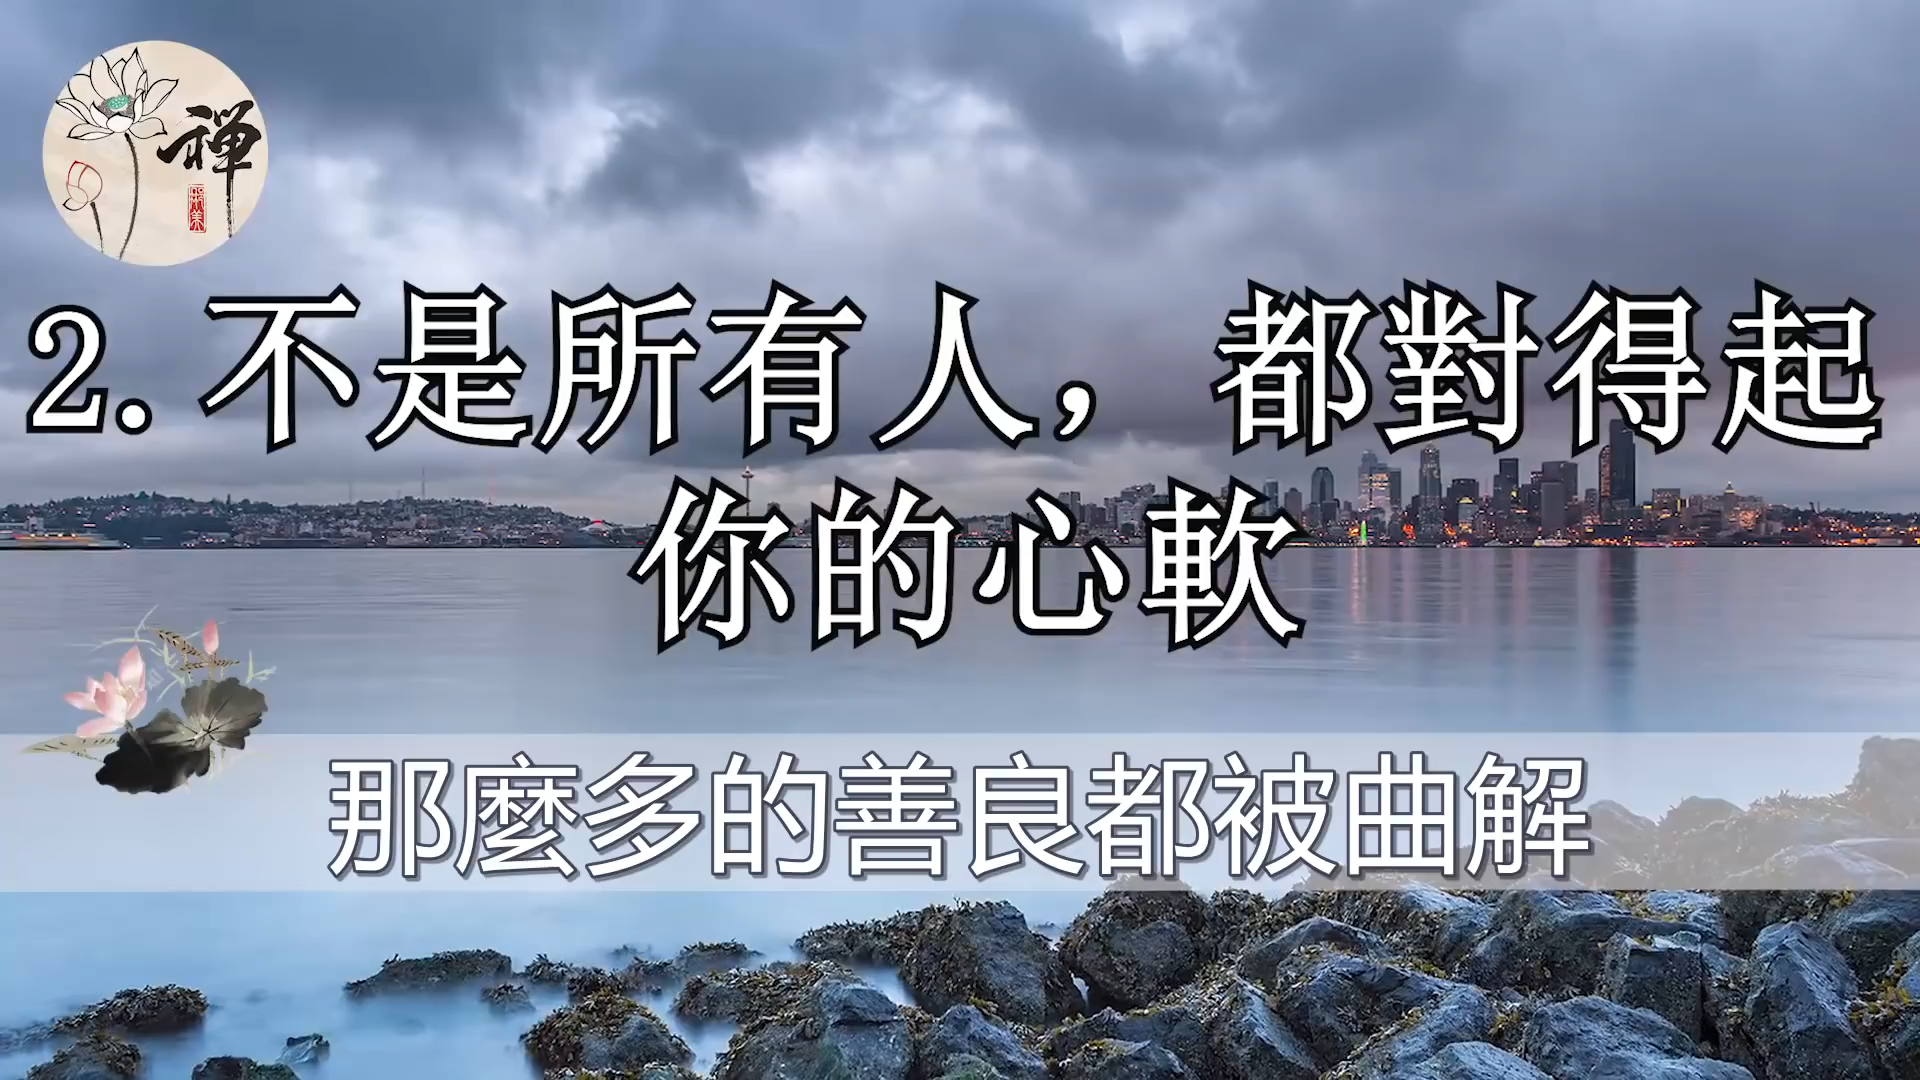 禅
2.不是所有人，都對得起
你的心軟
那麼多的善良都被曲解